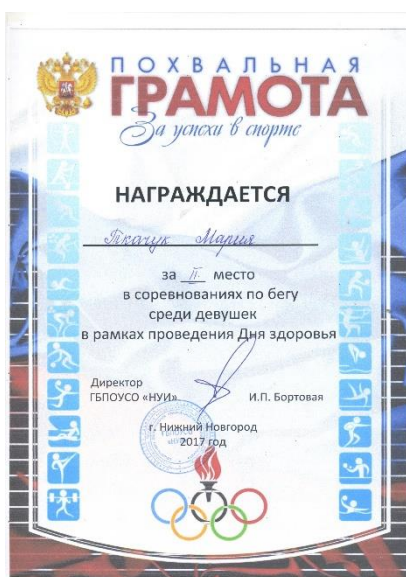 ПОХВАЛЬНАЯ
ГРАМОТА
За успехи в спорте
НАГРАЖДАЕТСЯ
Ткачук Мария
за II место
в соревнованиях по бегу
среди девушек
в рамках проведения Дня здоровья
Директор
ГБПОУСО «НУИ» И.П. Бортовая
г. Нижний Новгород
2017 год